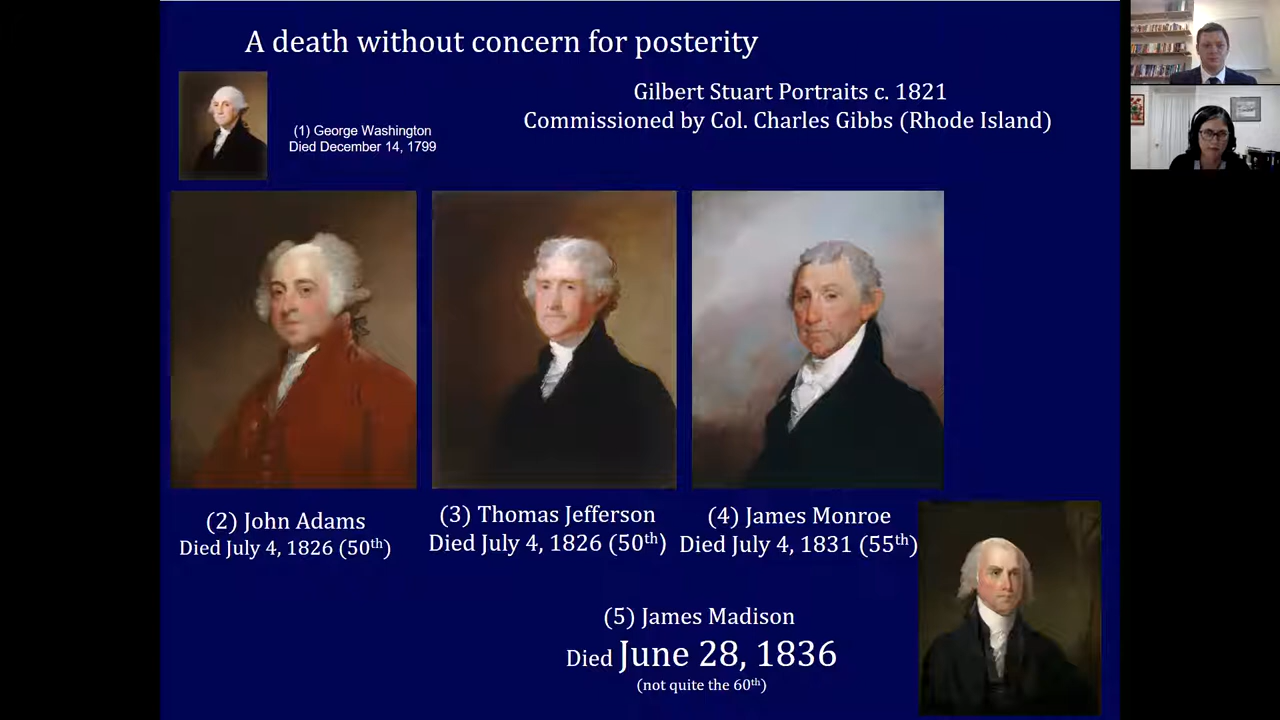 A death without concern for posterity
Gilbert Stuart Portraits c. 1821
Commissioned by Col. Charles Gibbs (Rhode Island)
(1) George Washington
Died December 14, 1799
(2) John Adams
Died July 4, 1826 (50th)
(3) Thomas Jefferson
Died July 4, 1826 (50th)
(4) James Monroe
Died July 4, 1831 (55th)
(5) James Madison
Died June 28, 1836
(not quite the 60th)